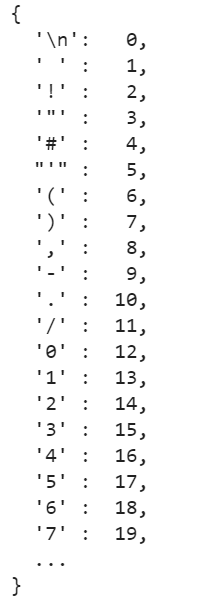 {
  '\n':   0,
  ' ' :   1,
  '!' :   2,
  '"' :   3,
  '#' :   4,
  "'" :   5,
  '(' :   6,
  ')' :   7,
  ',' :   8,
  '-' :   9,
  '.' :  10,
  '/' :  11,
  '0' :  12,
  '1' :  13,
  '2' :  14,
  '3' :  15,
  '4' :  16,
  '5' :  17,
  '6' :  18,
  '7' :  19,
  ...
}